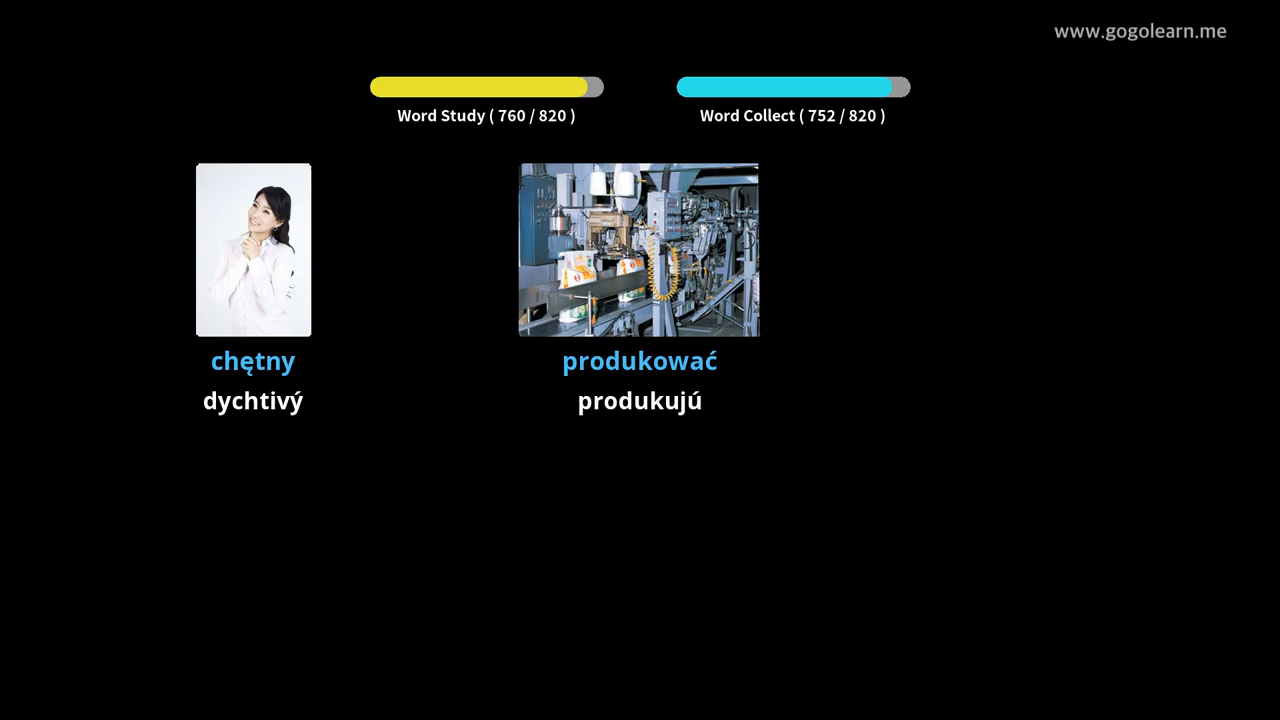 www.gogolearn.me
Word Study ( 760 / 820 )
Word Collect ( 752 / 820 )
chętny
produkować
dychtivý
produkujú